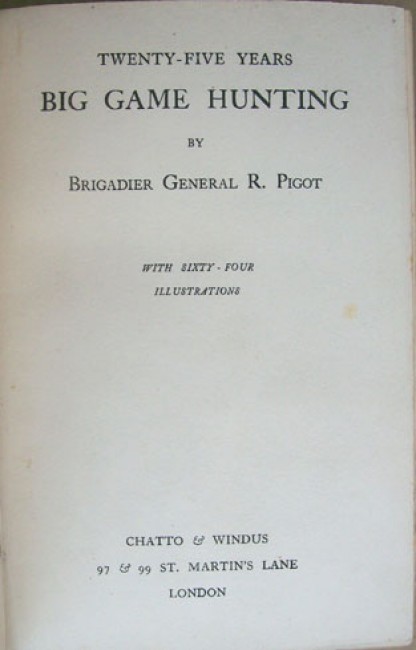 TWENTY-FIVE YEARS
BIG GAME HUNTING
BY
BRIGADIER GENERAL R. PIGOT
WITH SIXTY-FOUR
ILLUSTRATIONS
CHATTO & WINDUS
97 & 99 ST. MARTIN'S LANE
LONDON